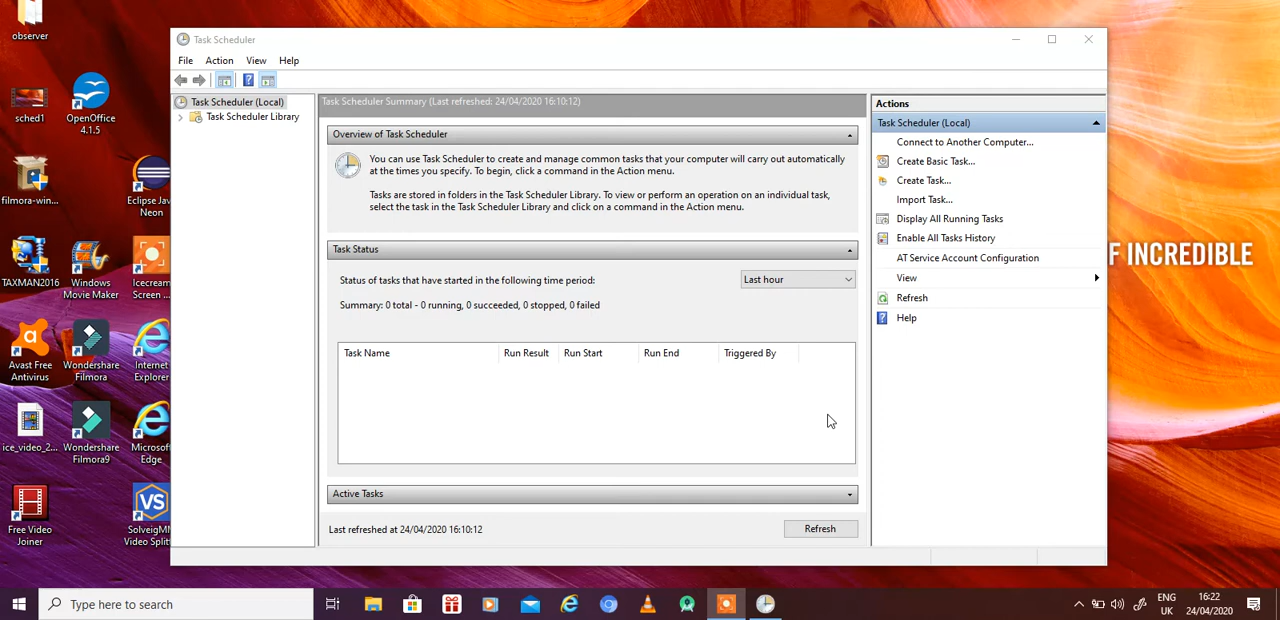 observer
sched1
OpenOffice
4.1.5
filmora-win...
Eclipse Jav
Neon
TAXMAN2016
Windows
Movie Maker
Icecream
Screen ...
Avast Free
Antivirus
Wondershare
Filmora
Internet
Explorer
ice_video_2...
Wondershare
Filmora9
Microsof
Edge
Free Video
Joiner
VS
SolveigMM
Video Splitt
Task Scheduler
File Action View Help
Task Scheduler (Local)
Task Scheduler Library
Task Scheduler Summary (Last refreshed: 24/04/2020 16:10:12)
Overview of Task Scheduler
You can use Task Scheduler to create and manage common tasks that your computer will carry out automatically
at the times you specify. To begin, click a command in the Action menu.
Tasks are stored in folders in the Task Scheduler Library. To view or perform an operation on an individual task,
select the task in the Task Scheduler Library and click on a command in the Action menu.
Task Status
Status of tasks that have started in the following time period: Last hour
Summary: 0 total - 0 running, 0 succeeded, 0 stopped, 0 failed
Task Name Run Result Run Start Run End Triggered By
Active Tasks
Last refreshed at 24/04/2020 16:10:12 Refresh
Actions
Task Scheduler (Local)
Connect to Another Computer...
Create Basic Task...
Create Task...
Import Task...
Display All Running Tasks
Enable All Tasks History
AT Service Account Configuration
View
Refresh
Help
F INCREDIBLE
Type here to search
ENG
UK
16:22
24/04/2020